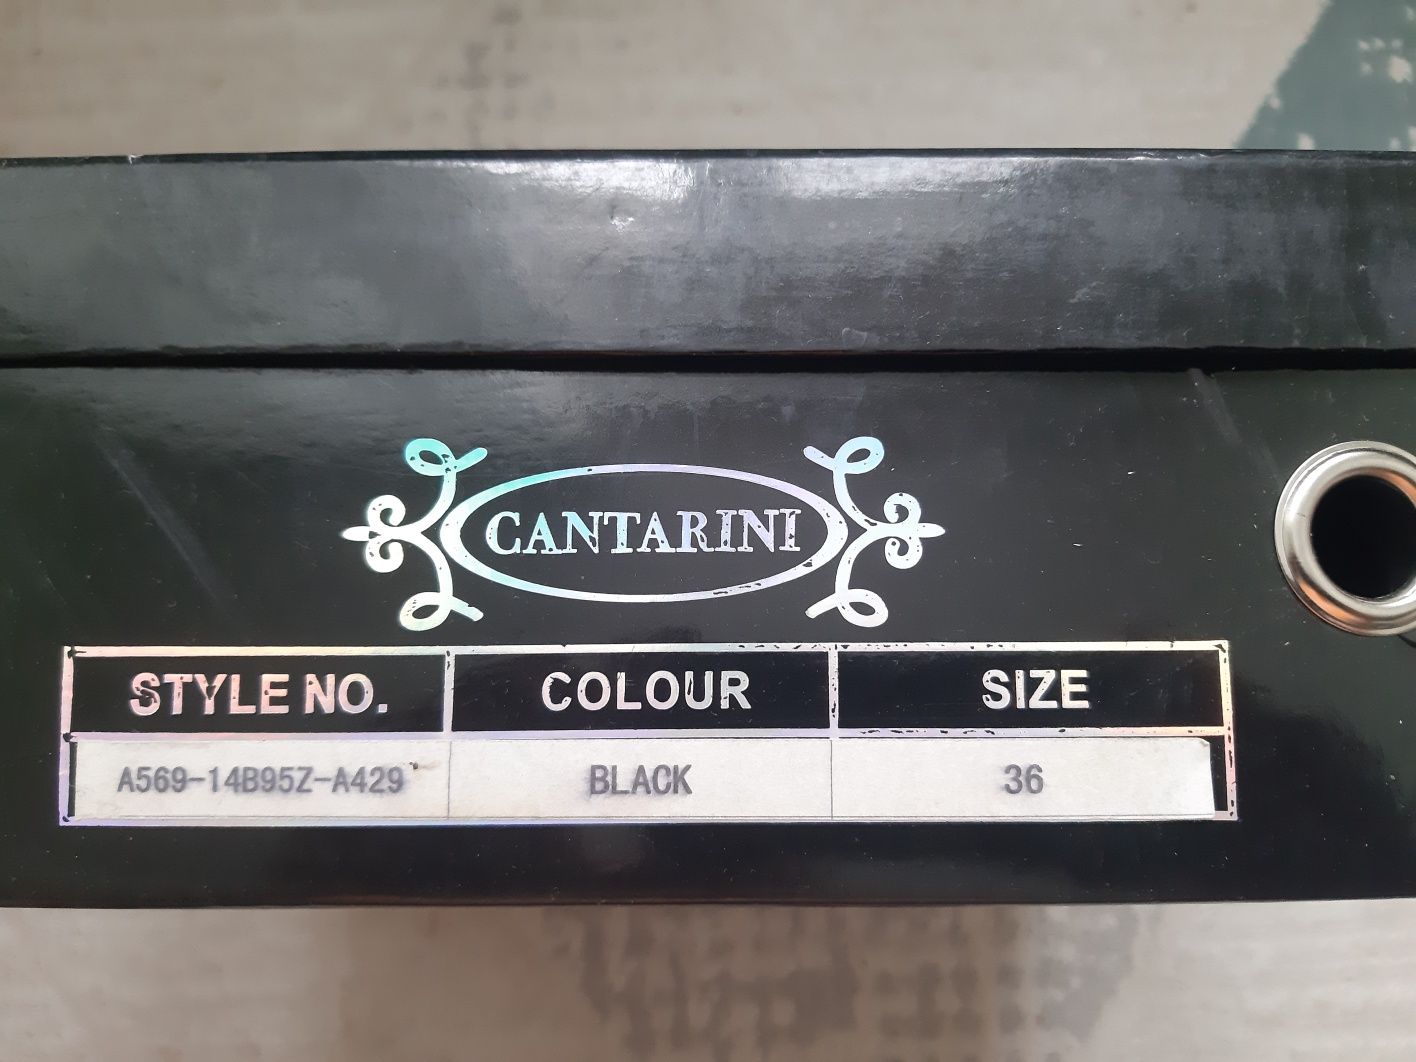 CANTARINI
STYLE NO. COLOUR SIZE
A569-14B95Z-A429 BLACK 36